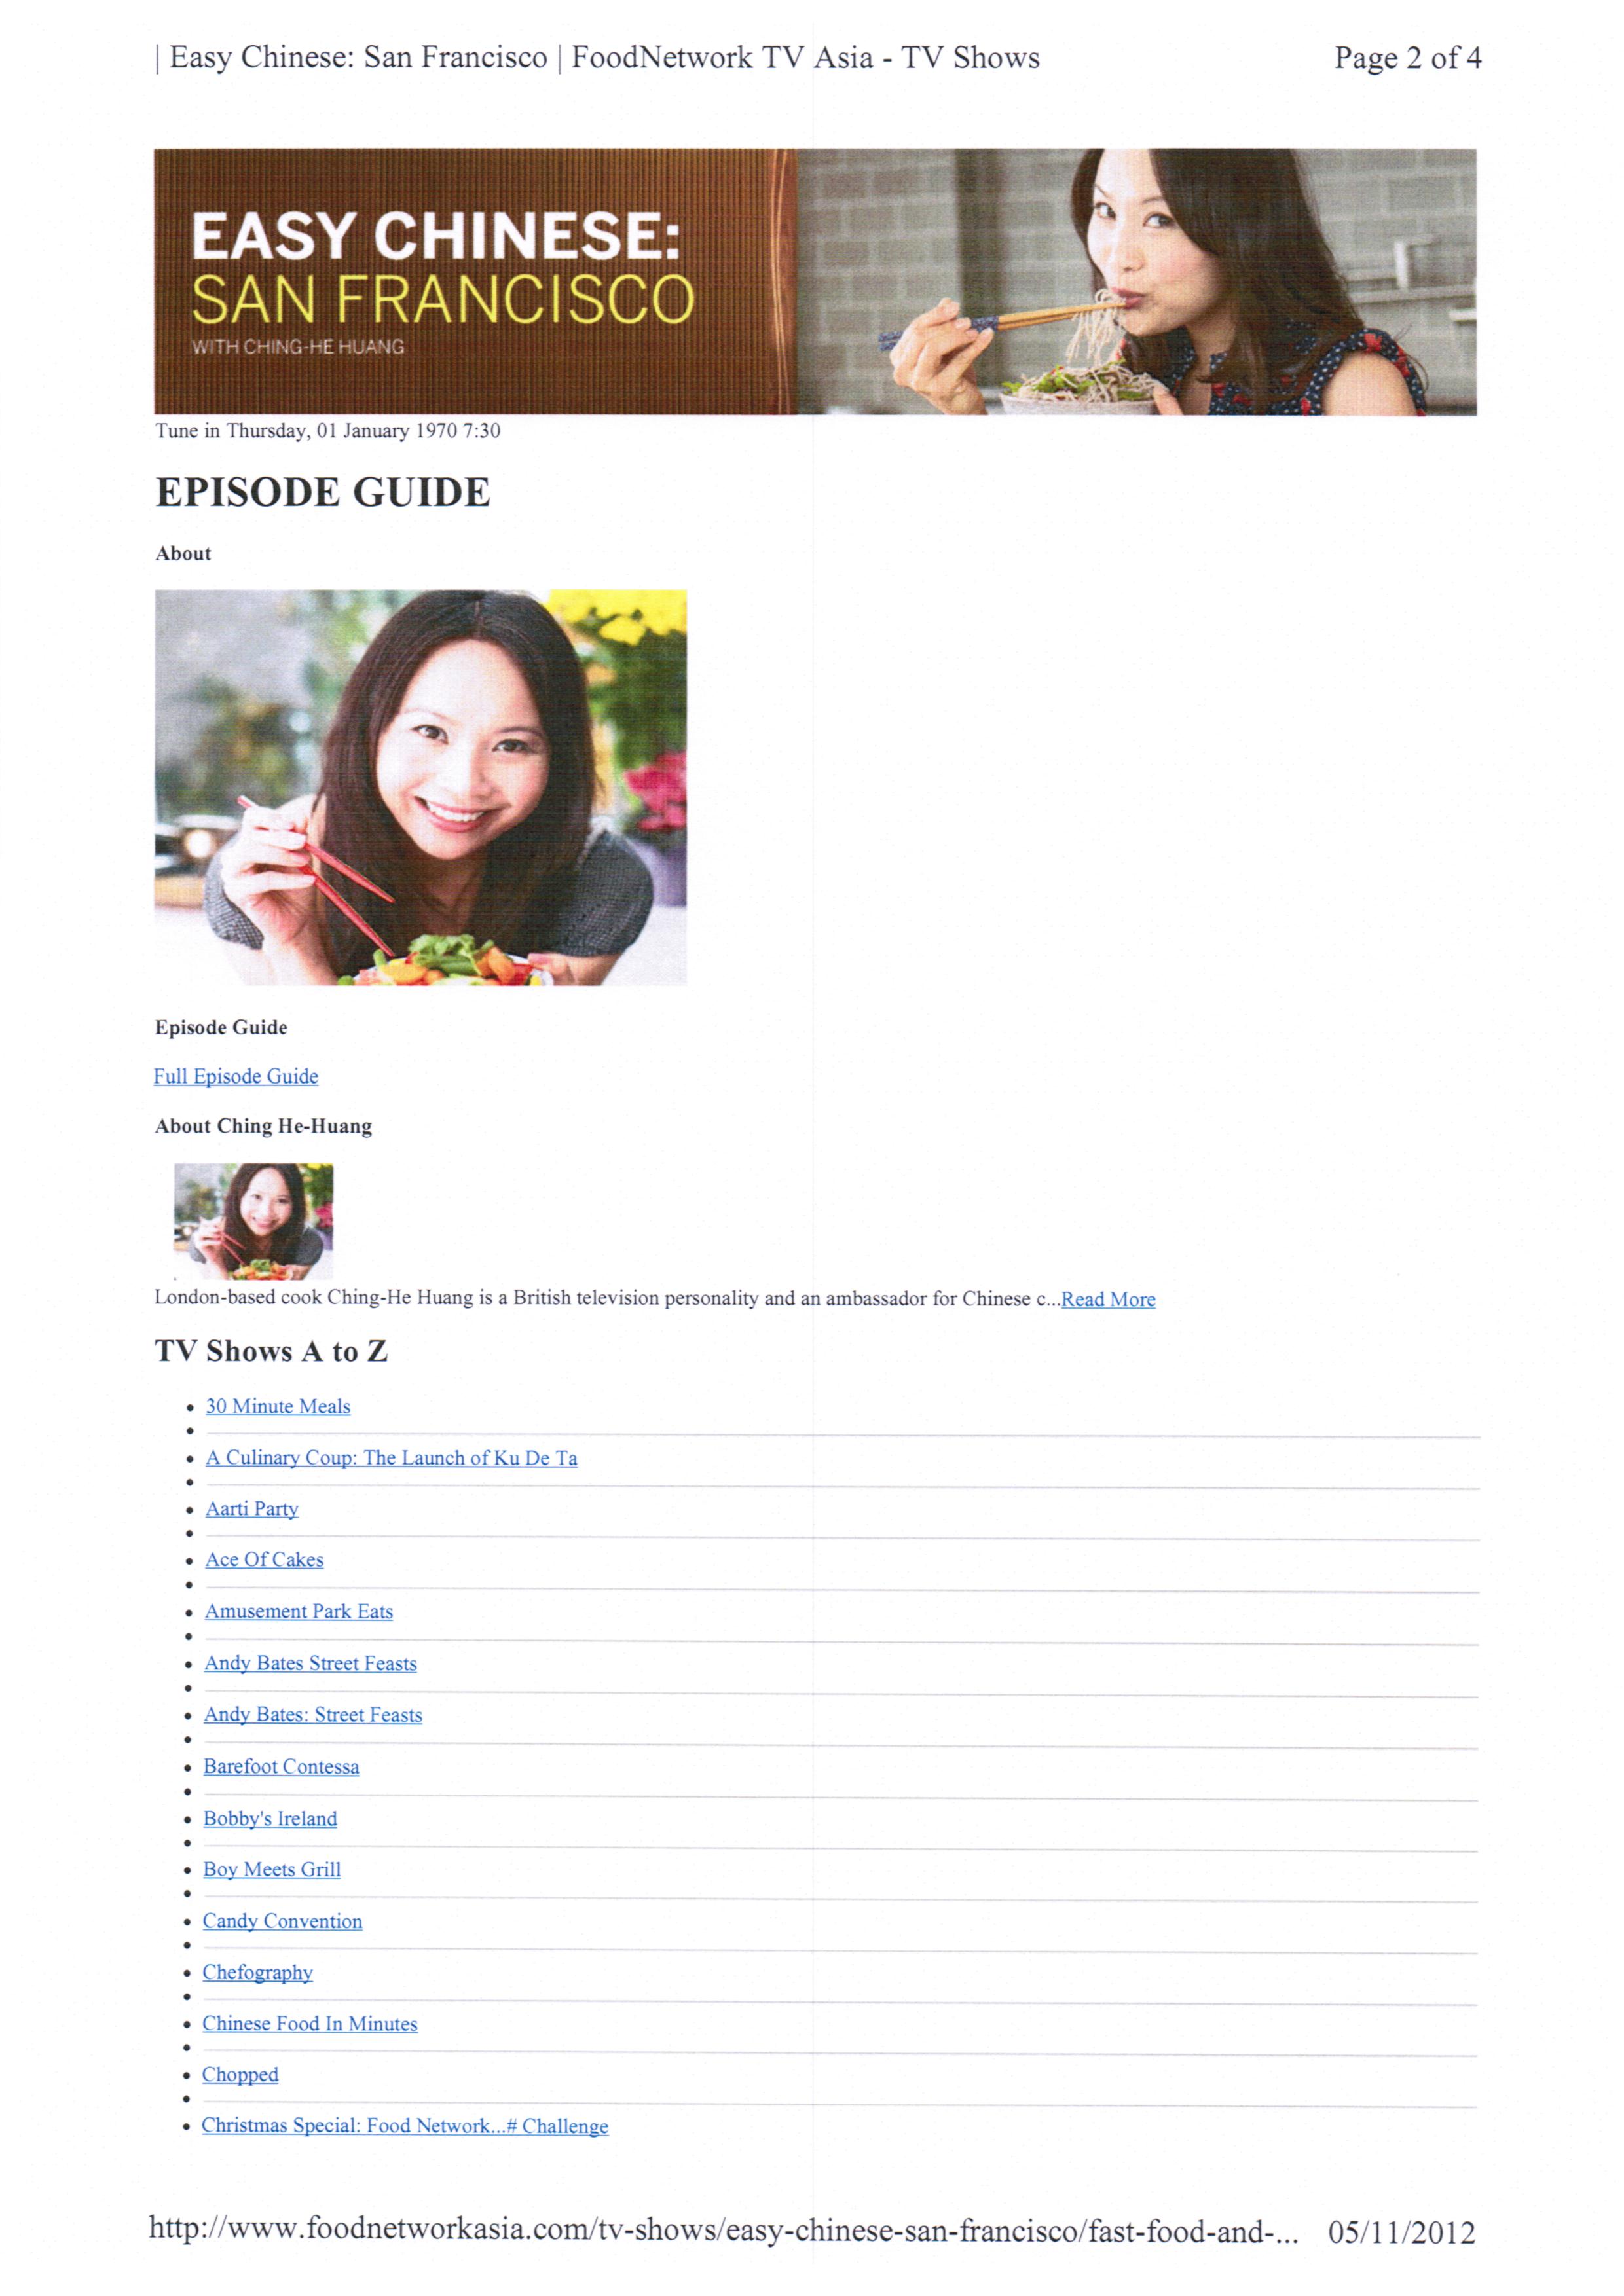 | Easy Chinese: San Francisco | FoodNetwork TV Asia - TV Shows Page 2 of 4
EASY CHINESE:
SAN FRANCISCO
WITH CHING-HE HUANG
Tune in Thursday, 01 January 1970 7:30
EPISODE GUIDE
About
Episode Guide
Full Episode Guide
About Ching He-Huang
London-based cook Ching-He Huang is a British television personality and an ambassador for Chinese c...Read More
TV Shows A to Z
• 30 Minute Meals
•
• A Culinary Coup: The Launch of Ku De Ta
•
• Aarti Party
•
• Ace Of Cakes
•
• Amusement Park Eats
•
• Andy Bates Street Feasts
•
• Andy Bates: Street Feasts
•
• Barefoot Contessa
•
• Bobby's Ireland
•
• Boy Meets Grill
•
• Candy Convention
•
• Chefography
•
• Chinese Food In Minutes
•
• Chopped
•
• Christmas Special: Food Network...# Challenge
http://www.foodnetworkasia.com/tv-shows/easy-chinese-san-francisco/fast-food-and-... 05/11/2012